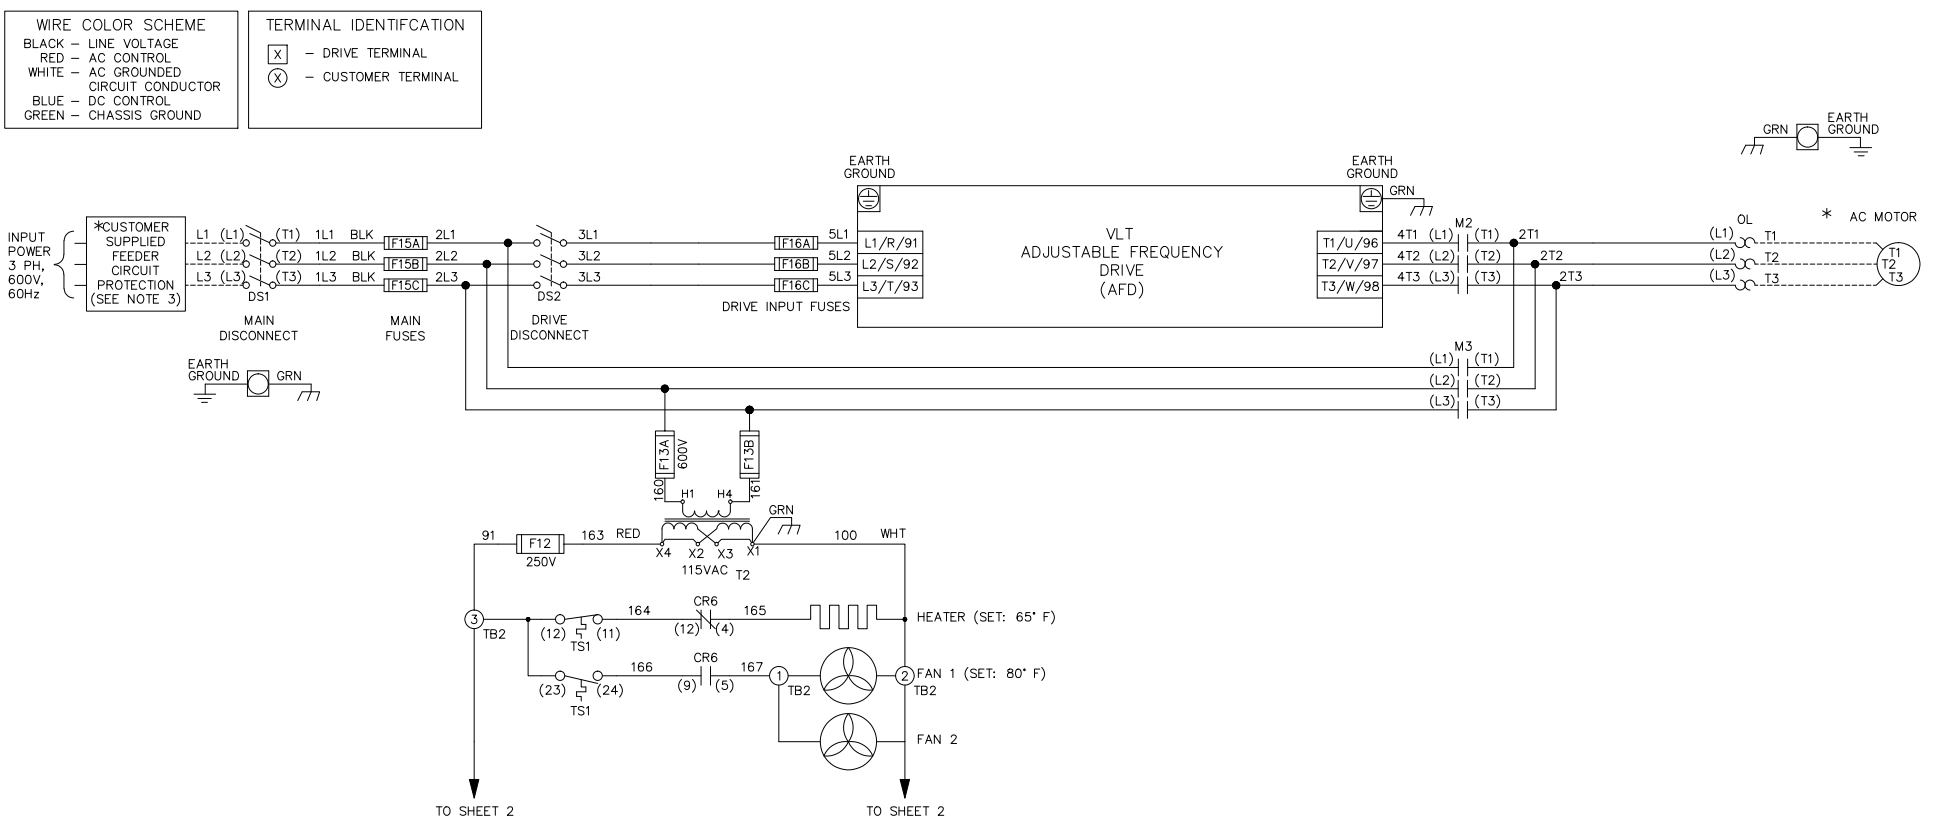 WIRE COLOR SCHEME
BLACK – LINE VOLTAGE
RED – AC CONTROL
WHITE – AC GROUNDED
CIRCUIT CONDUCTOR
BLUE – DC CONTROL
GREEN – CHASSIS GROUND
TERMINAL IDENTIFCATION
X – DRIVE TERMINAL
X – CUSTOMER TERMINAL
INPUT
POWER
3 PH,
600V,
60Hz
*CUSTOMER
SUPPLIED
FEEDER
CIRCUIT
PROTECTION
(SEE NOTE 3)
L1 (L1) (T1) 1L1 BLK F15A 2L1 3L1 F16A 5L1 L1/R/91
L2 (L2) (T2) 1L2 BLK F15B 2L2 3L2 F16B 5L2 L2/S/92
L3 (L3) (T3) 1L3 BLK F15C 2L3 3L3 F16C 5L3 L3/T/93
DS1
MAIN
DISCONNECT
MAIN
FUSES
DS2
DRIVE
DISCONNECT
DRIVE INPUT FUSES
EARTH
GROUND
GRN
EARTH
GROUND
VLT
ADJUSTABLE FREQUENCY
DRIVE
(AFD)
EARTH
GROUND
GRN
M2
T1/U/96 4T1 (L1) (T1) 2T1
T2/V/97 4T2 (L2) (T2) 2T2
T3/W/98 4T3 (L3) (T3) 2T3
GRN
EARTH
GROUND
OL
* AC MOTOR
(L1) T1
(L2) T2
(L3) T3
T1
T2
T3
M3
(L1) (T1)
(L2) (T2)
(L3) (T3)
F13A
600V
F13B
160
161
H1 H4
GRN
91 F12 163 RED
250V
X4 X2 X3 X1
115VAC T2
100 WHT
3
TB2
(12) (11)
TS1
164
CR6
(12) (4)
165
HEATER (SET: 65° F)
(23) (24)
TS1
166
CR6
(9) (5)
167
1
TB2
2
TB2
FAN 1 (SET: 80° F)
FAN 2
TO SHEET 2
TO SHEET 2